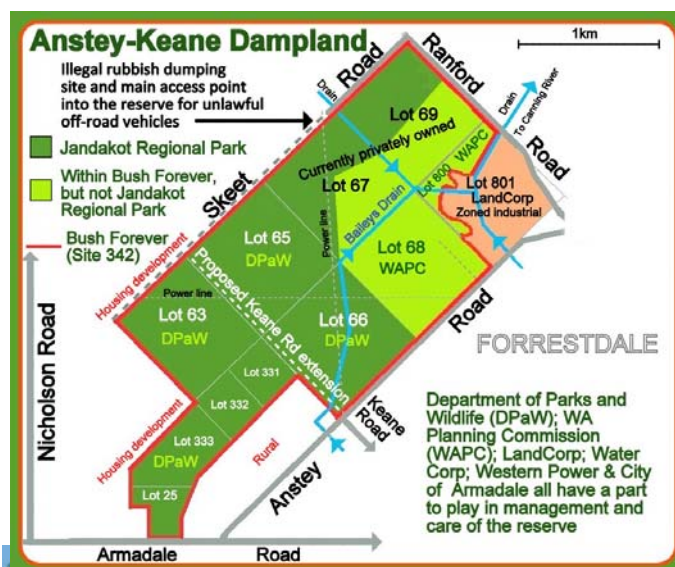 Anstey-Keane Dampland
1km
Illegal rubbish dumping
site and main access point
into the reserve for unlawful
off-road vehicles
Jandakot Regional Park
Within Bush Forever,
but not Jandakot
Regional Park
Bush Forever
(Site 342)
Skeet
Road
Ranford
Road
Drain
Drain
To Canning River
Lot 69
Currently privately owned
Lot 67
Lot 800
WAPC
Lot 801
LandCorp
Zoned industrial
Baileys Drain
Power line
Lot 65
DPaW
Lot 68
WAPC
Housing development
Power line
Proposed Keane Rd extension
Lot 63
DPaW
Lot 66
DPaW
Road
FORRESTDALE
Nicholson Road
Lot 331
Lot 332
Lot 333
DPaW
Lot 25
Housing development
Rural
Keane
Road
Anstey
Armadale
Road
Department of Parks and
Wildlife (DPaW); WA
Planning Commission
(WAPC); LandCorp; Water
Corp; Western Power & City
of Armadale all have a part
to play in management and
care of the reserve